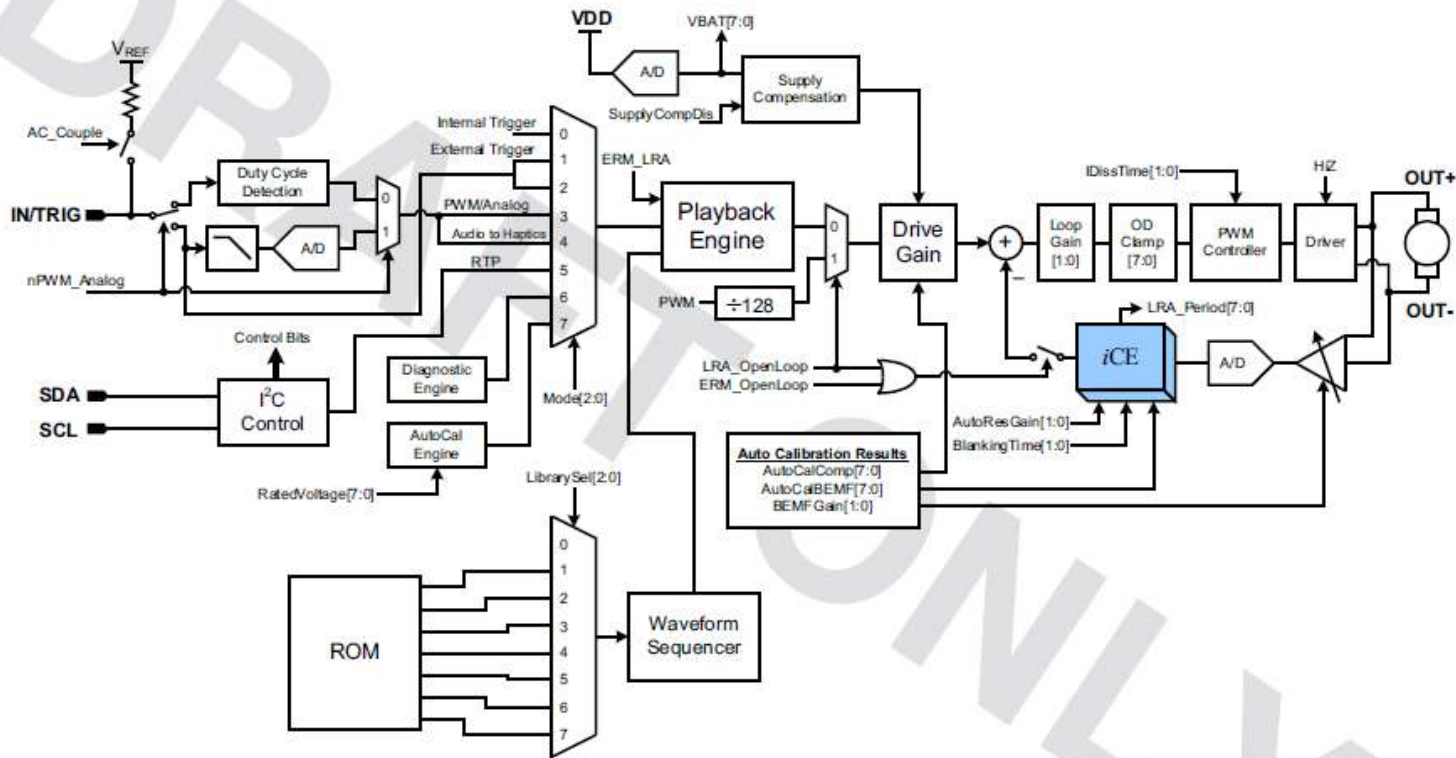 DRAFT ONLY
VDD
VBAT[7:0]
VREF
A/D
Supply
Compensation
SupplyCompDis
AC_Couple
Internal Trigger
External Trigger
0
1
2
3
4
5
6
7
ERM_LRA
Duty Cycle
Detection
IN/TRIG
0
1
PWM/Analog
Audio to Haptics
RTP
A/D
nPWM_Analog
Playback
Engine
0
1
PWM
÷128
Drive
Gain
+
−
Loop
Gain
[1:0]
OD
Clamp
[7:0]
IDissTime[1:0]
PWM
Controller
HiZ
Driver
OUT+
OUT-
LRA_Period[7:0]
iCE
A/D
Control Bits
SDA
SCL
I2C
Control
Diagnostic
Engine
AutoCal
Engine
Mode[2:0]
RatedVoltage[7:0]
LRA_OpenLoop
ERM_OpenLoop
AutoResGain[1:0]
BlankingTime[1:0]
Auto Calibration Results
AutoCalComp[7:0]
AutoCalBEMF[7:0]
BEMFGain[1:0]
LibrarySel[2:0]
ROM
0
1
2
3
4
5
6
7
Waveform
Sequencer